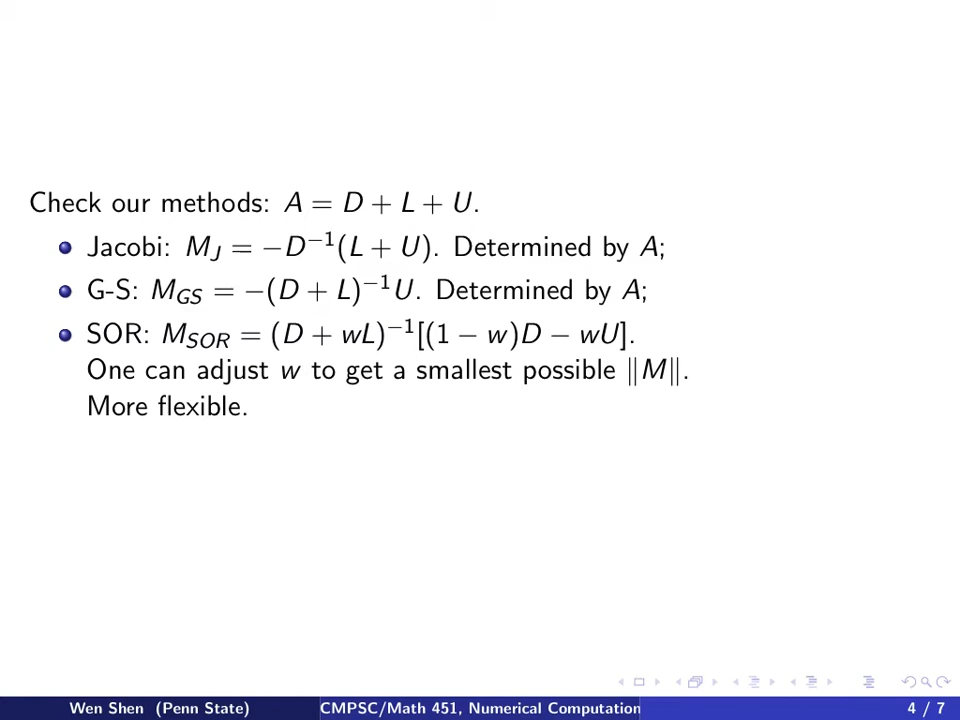 Check our methods: A = D + L + U.
Jacobi: M_J = −D^{−1}(L + U). Determined by A;
G-S: M_{GS} = −(D + L)^{−1}U. Determined by A;
SOR: M_{SOR} = (D + wL)^{−1}[(1 − w)D − wU].
One can adjust w to get a smallest possible ‖M‖.
More flexible.
Wen Shen (Penn State) CMPSC/Math 451, Numerical Computation 4 / 7